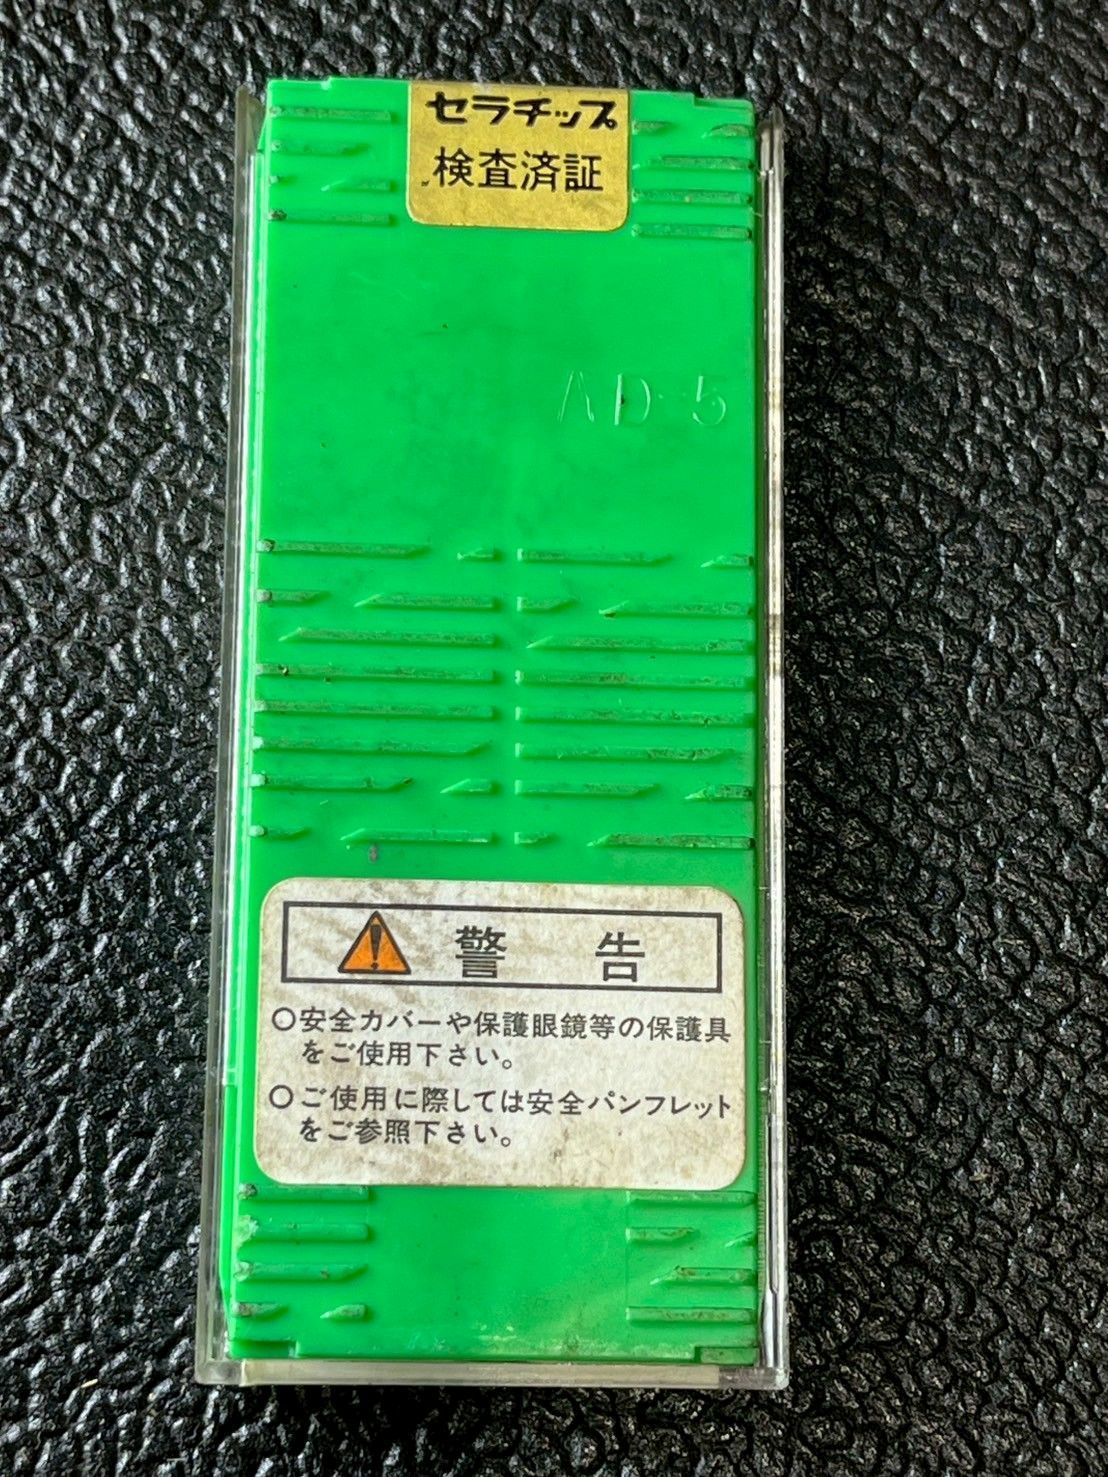 セラチップ
検査済証
AD-5
警 告
○安全カバーや保護眼鏡等の保護具
をご使用下さい。
○ご使用に際しては安全パンフレット
をご参照下さい。